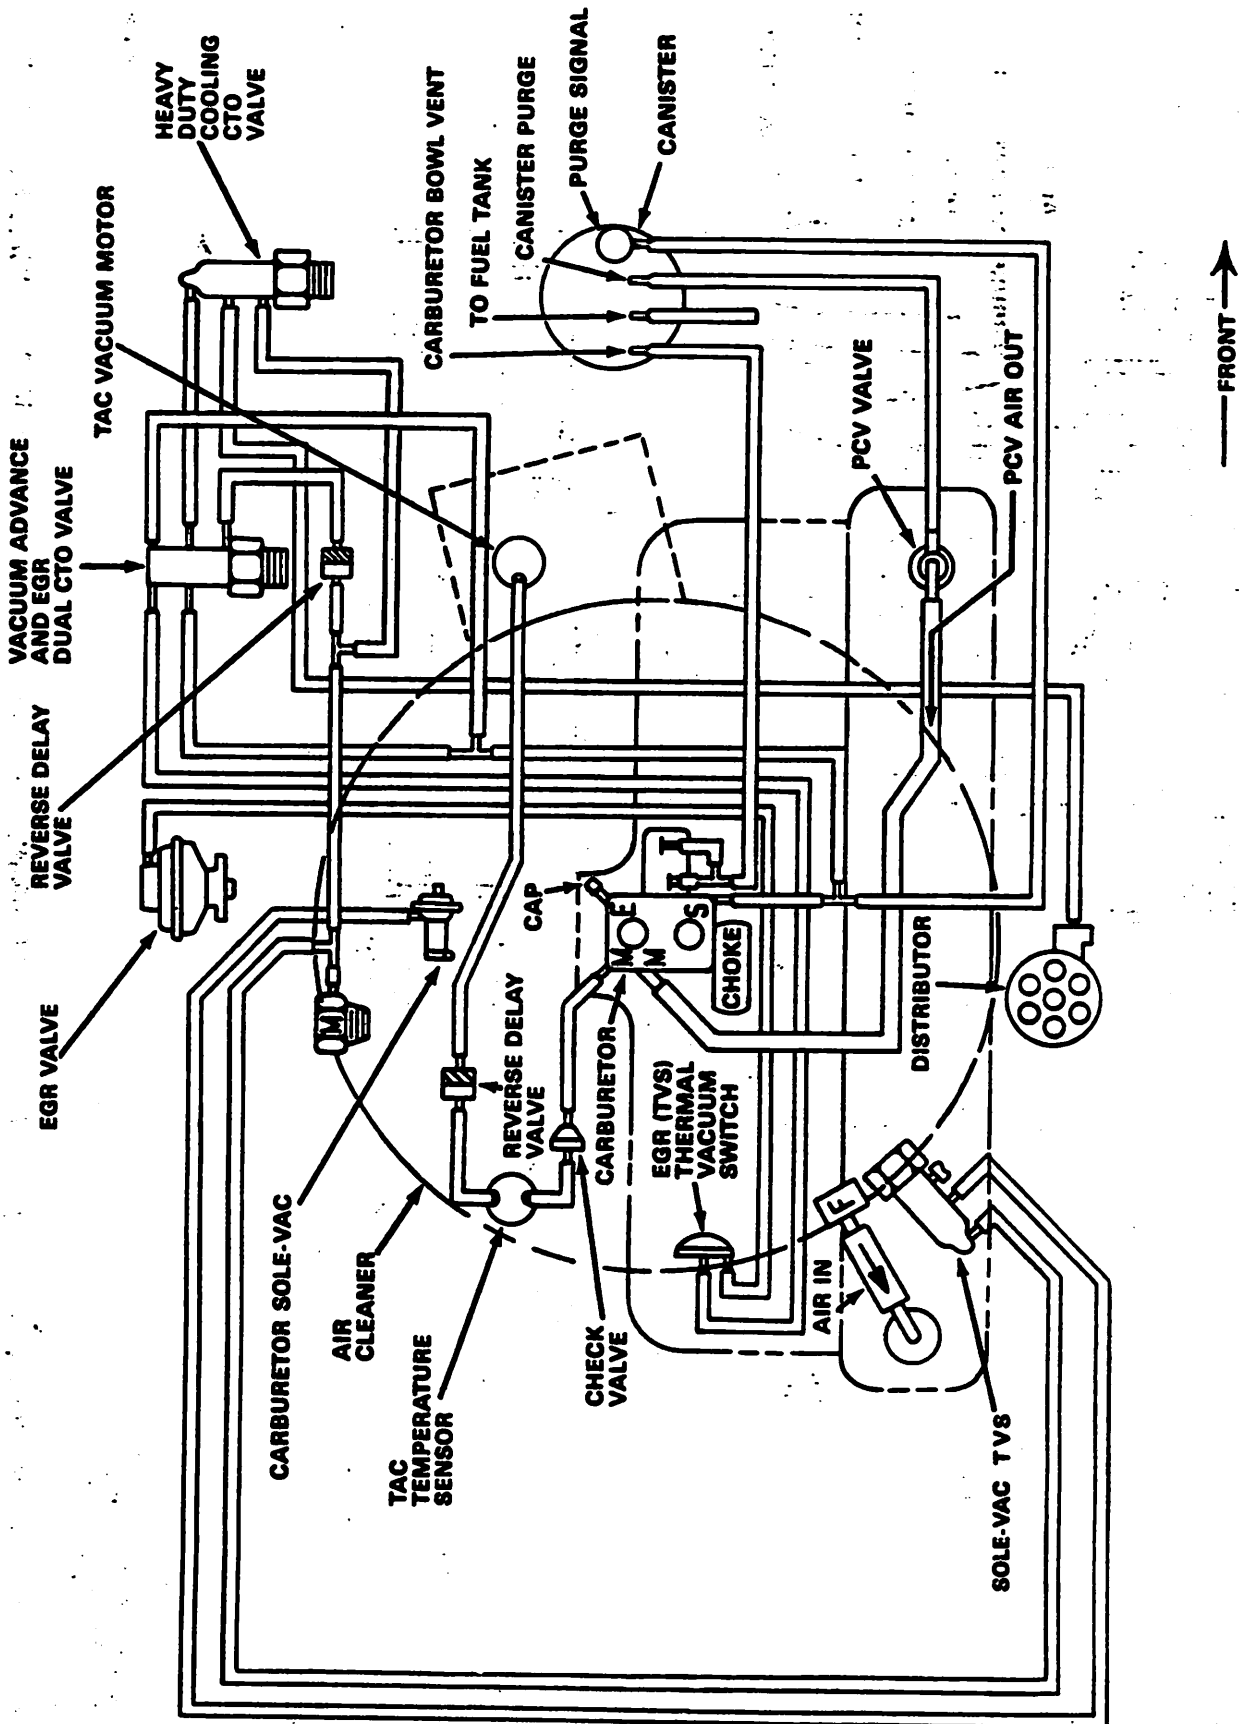 HEAVY
DUTY
COOLING
CTO
VALVE
TAC VACUUM MOTOR
VACUUM ADVANCE
AND EGR
DUAL CTO VALVE
REVERSE DELAY
VALVE
EGR VALVE
CARBURETOR BOWL VENT
TO FUEL TANK
CANISTER PURGE
PURGE SIGNAL
CANISTER
PCV VALVE
PCV AIR OUT
FRONT
CAP
E
S
M
M
CHOKE
M
REVERSE DELAY
VALVE
CARBURETOR
EGR (TVS)
THERMAL
VACUUM
SWITCH
DISTRIBUTOR
CARBURETOR SOLE-VAC
AIR
CLEANER
TAC
TEMPERATURE
SENSOR
CHECK
VALVE
AIR IN
F
SOLE-VAC TVS